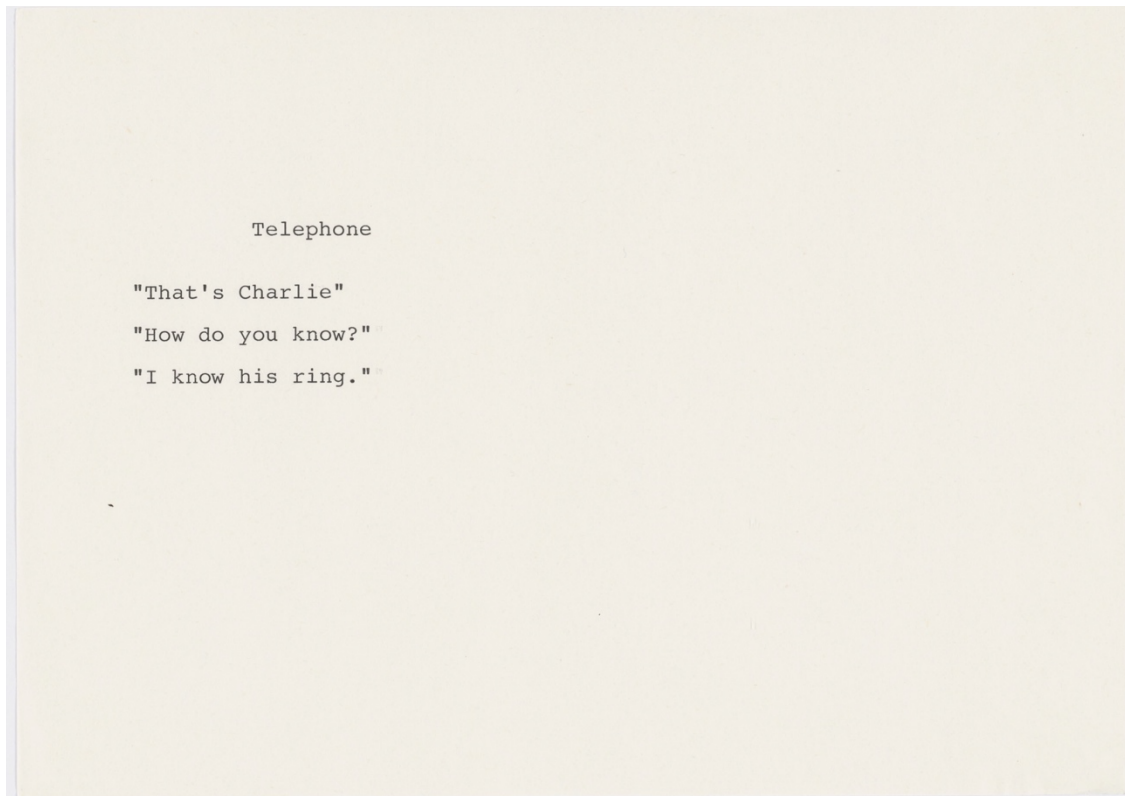 Telephone
"That's Charlie"
"How do you know?"
"I know his ring."